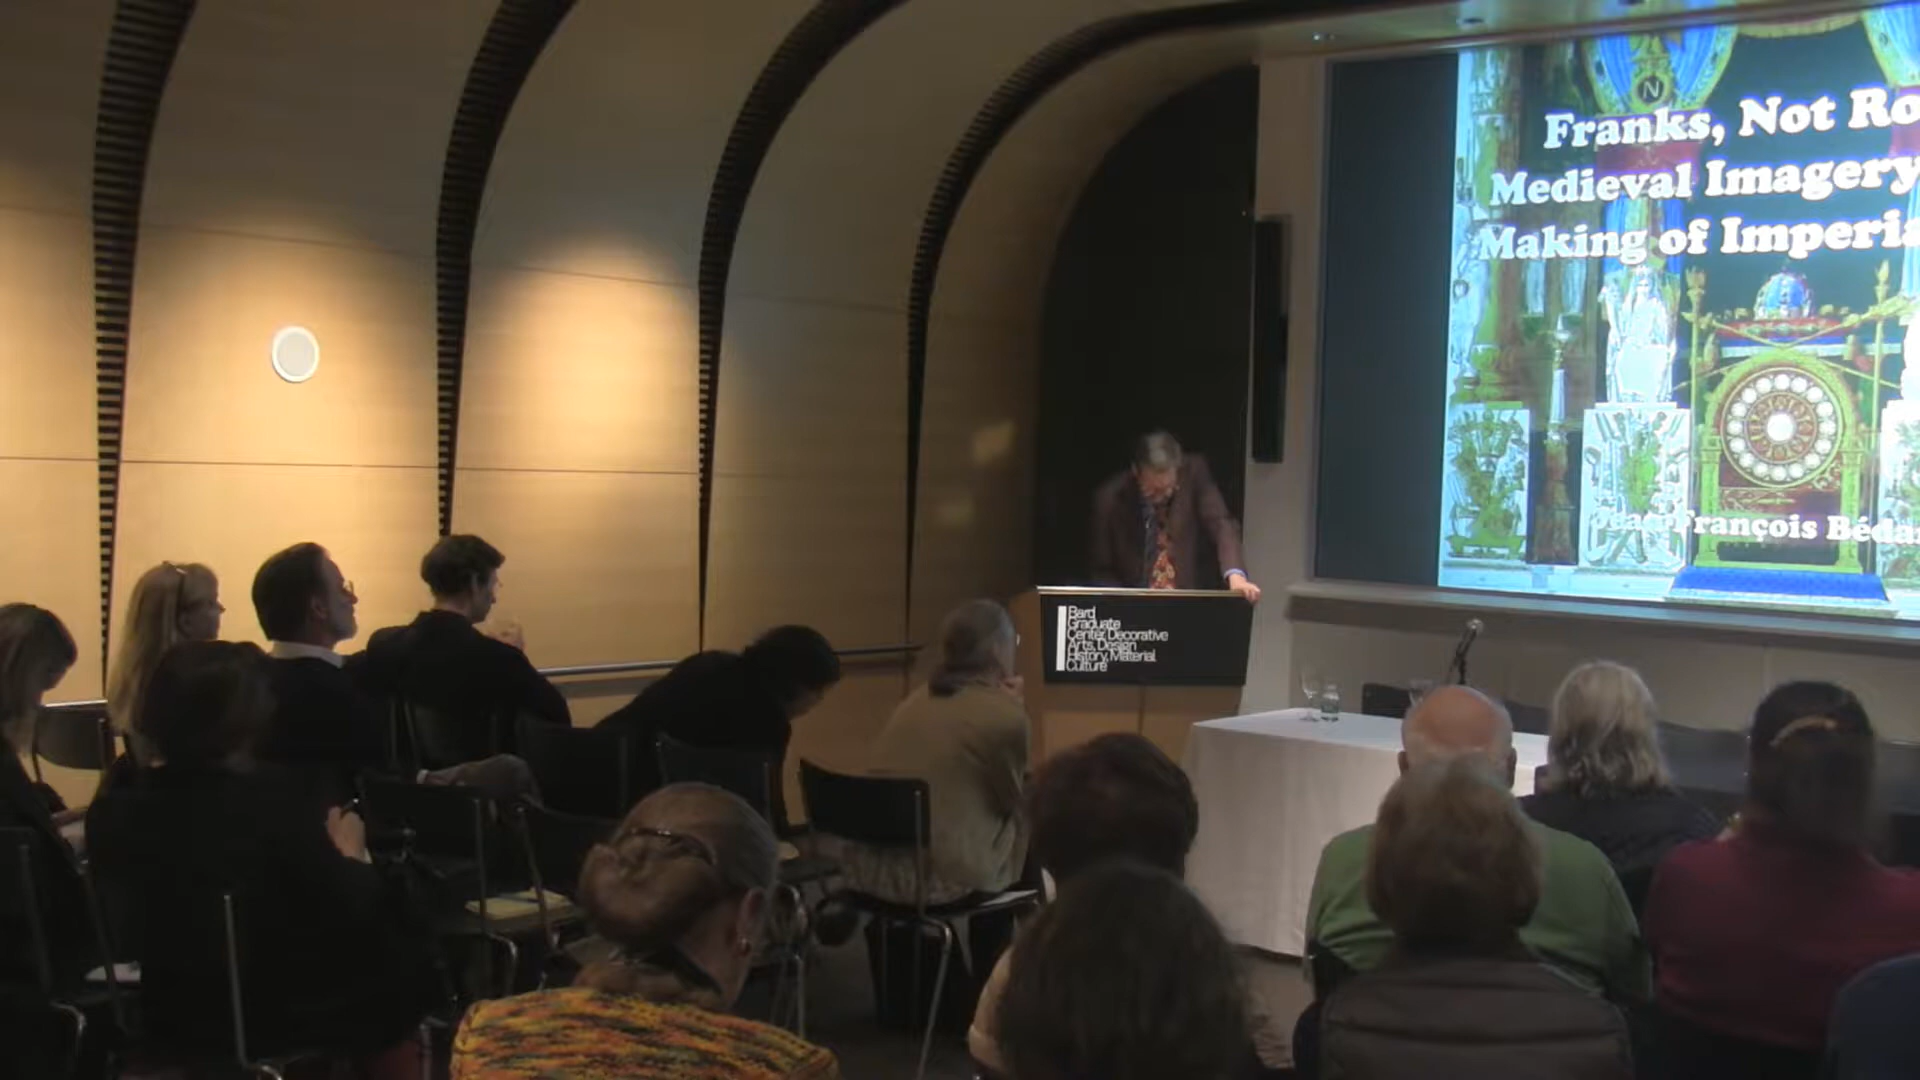 N
Franks, Not Ro
Medieval Imagery
Making of Imperia
Jean-François Béda
Bard
Graduate
Center, Decorative
Arts, Design
History, Material
Culture